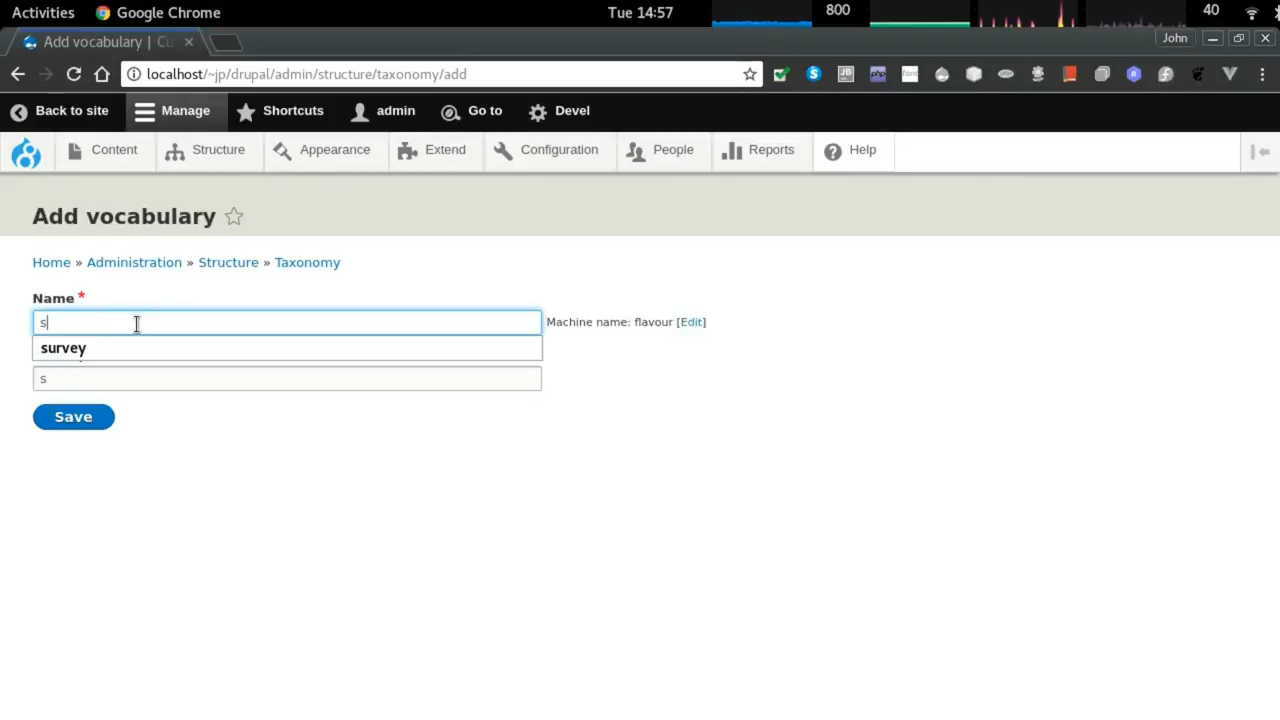 Activities Google Chrome Tue 14:57 800 40
Add vocabulary | Cu John
localhost/~jp/drupal/admin/structure/taxonomy/add
Back to site Manage Shortcuts admin Go to Devel
Content Structure Appearance Extend Configuration People Reports Help
Add vocabulary
Home » Administration » Structure » Taxonomy
Name *
s Machine name: flavour [Edit]
survey
s
Save